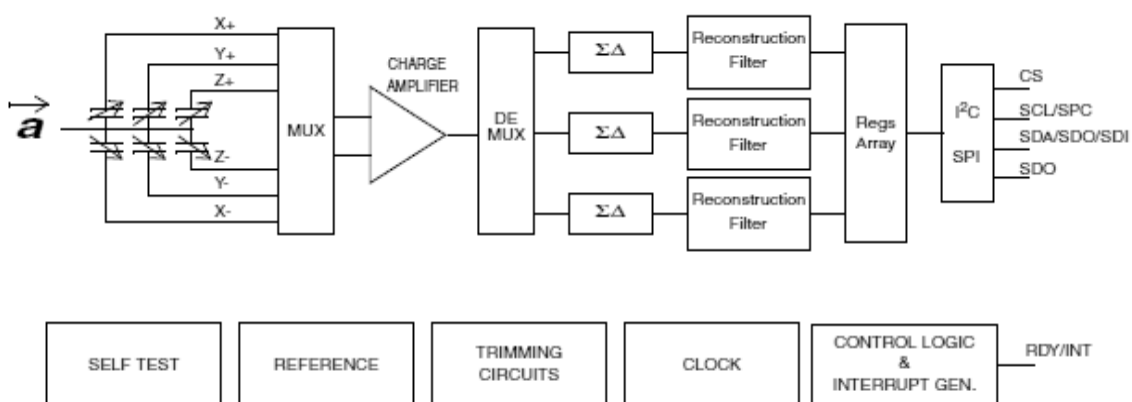 X+
Y+
Z+
a
Z-
Y-
X-
MUX
CHARGE
AMPLIFIER
DE
MUX
ΣΔ
ΣΔ
ΣΔ
Reconstruction
Filter
Reconstruction
Filter
Reconstruction
Filter
Regs
Array
I²C
SPI
CS
SCL/SPC
SDA/SDO/SDI
SDO
SELF TEST
REFERENCE
TRIMMING
CIRCUITS
CLOCK
CONTROL LOGIC
&
INTERRUPT GEN.
RDY/INT